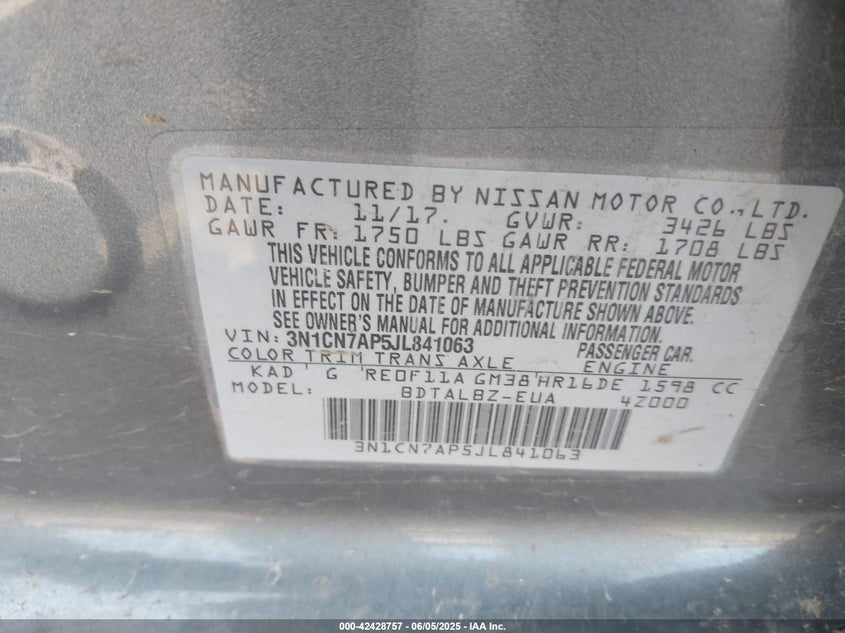 MANUFACTURED BY NISSAN MOTOR CO.,LTD.
DATE: 11/17. GVWR: 3426 LBS
GAWR FR: 1750 LBS GAWR RR: 1708 LBS
THIS VEHICLE CONFORMS TO ALL APPLICABLE FEDERAL MOTOR
VEHICLE SAFETY, BUMPER AND THEFT PREVENTION STANDARDS
IN EFFECT ON THE DATE OF MANUFACTURE SHOWN ABOVE.
SEE OWNER'S MANUAL FOR ADDITIONAL INFORMATION.
VIN: 3N1CN7AP5JL841063 PASSENGER CAR.
COLOR TRIM TRANS AXLE ENGINE
KAD G RE0F11A GM38 HR16DE 1598 CC
MODEL: BDTALBZ-EUA 4Z000
3N1CN7AP5JL841063
000-42428757 - 06/05/2025 - IAA Inc.